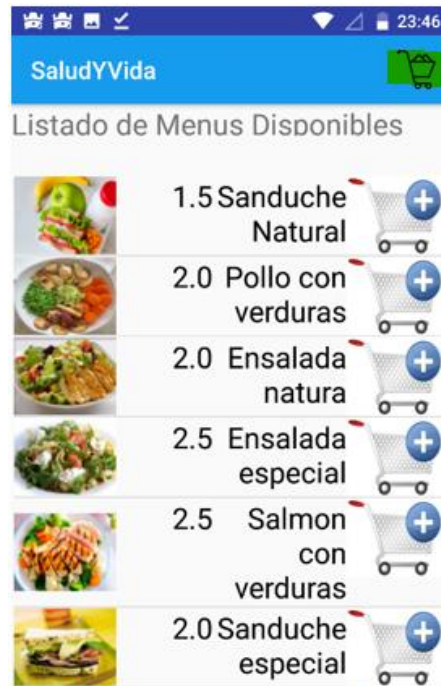 23:46
SaludYVida
Listado de Menus Disponibles
1.5 Sanduche
Natural
2.0 Pollo con
verduras
2.0 Ensalada
natura
2.5 Ensalada
especial
2.5 Salmon
con
verduras
2.0 Sanduche
especial